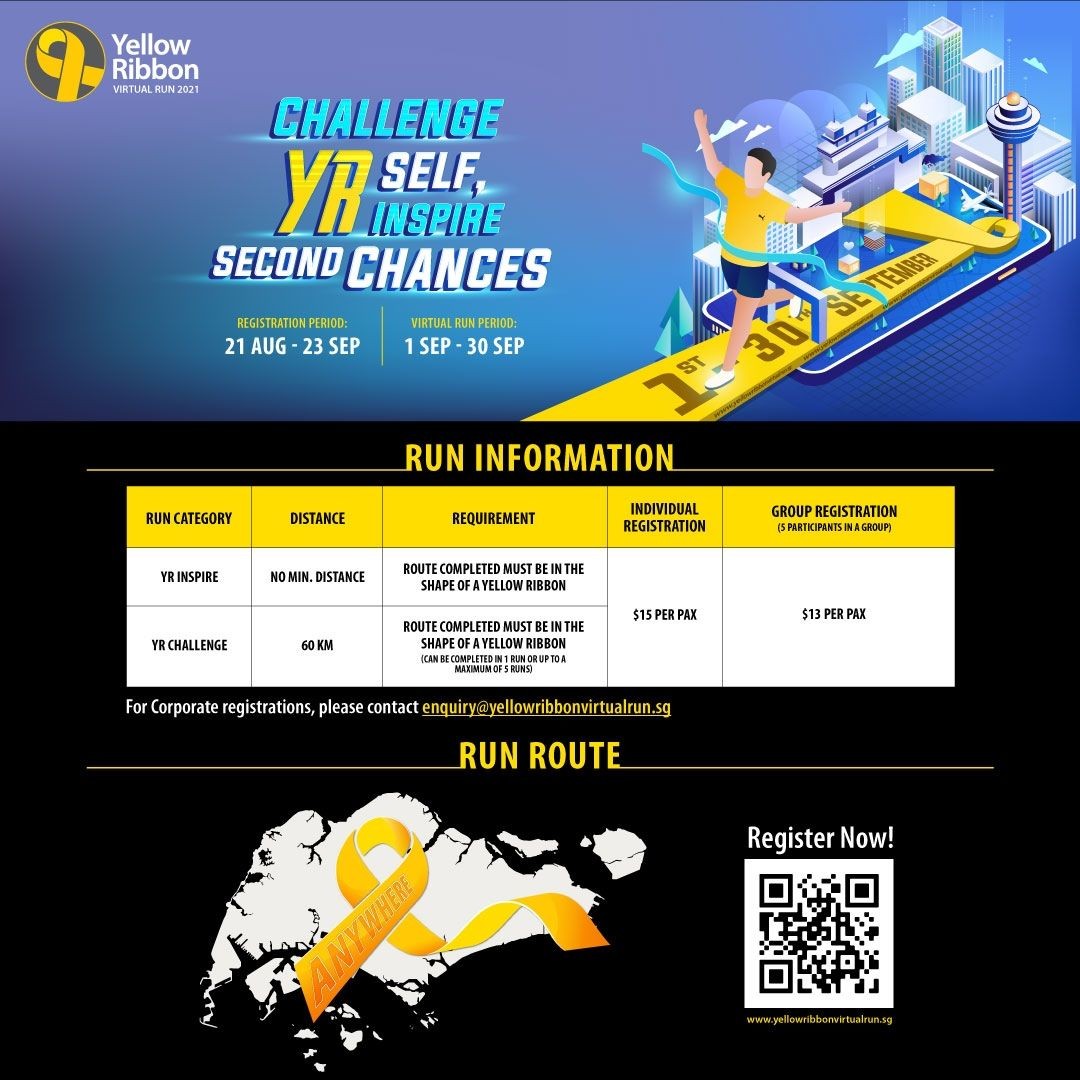 Yellow
Ribbon
VIRTUAL RUN 2021
CHALLENGE
YR SELF,
INSPIRE
SECOND CHANCES
REGISTRATION PERIOD:
21 AUG - 23 SEP
VIRTUAL RUN PERIOD:
1 SEP - 30 SEP
1ST - 30TH SEPTEMBER
www.yellowribbonvirtualrun.sg
RUN INFORMATION
RUN CATEGORY
DISTANCE
REQUIREMENT
INDIVIDUAL
REGISTRATION
GROUP REGISTRATION
(5 PARTICIPANTS IN A GROUP)
YR INSPIRE
NO MIN. DISTANCE
ROUTE COMPLETED MUST BE IN THE
SHAPE OF A YELLOW RIBBON
YR CHALLENGE
60 KM
ROUTE COMPLETED MUST BE IN THE
SHAPE OF A YELLOW RIBBON
(CAN BE COMPLETED IN 1 RUN OR UP TO A
MAXIMUM OF 5 RUNS)
$15 PER PAX
$13 PER PAX
For Corporate registrations, please contact enquiry@yellowribbonvirtualrun.sg
RUN ROUTE
ANYWHERE
Register Now!
www.yellowribbonvirtualrun.sg